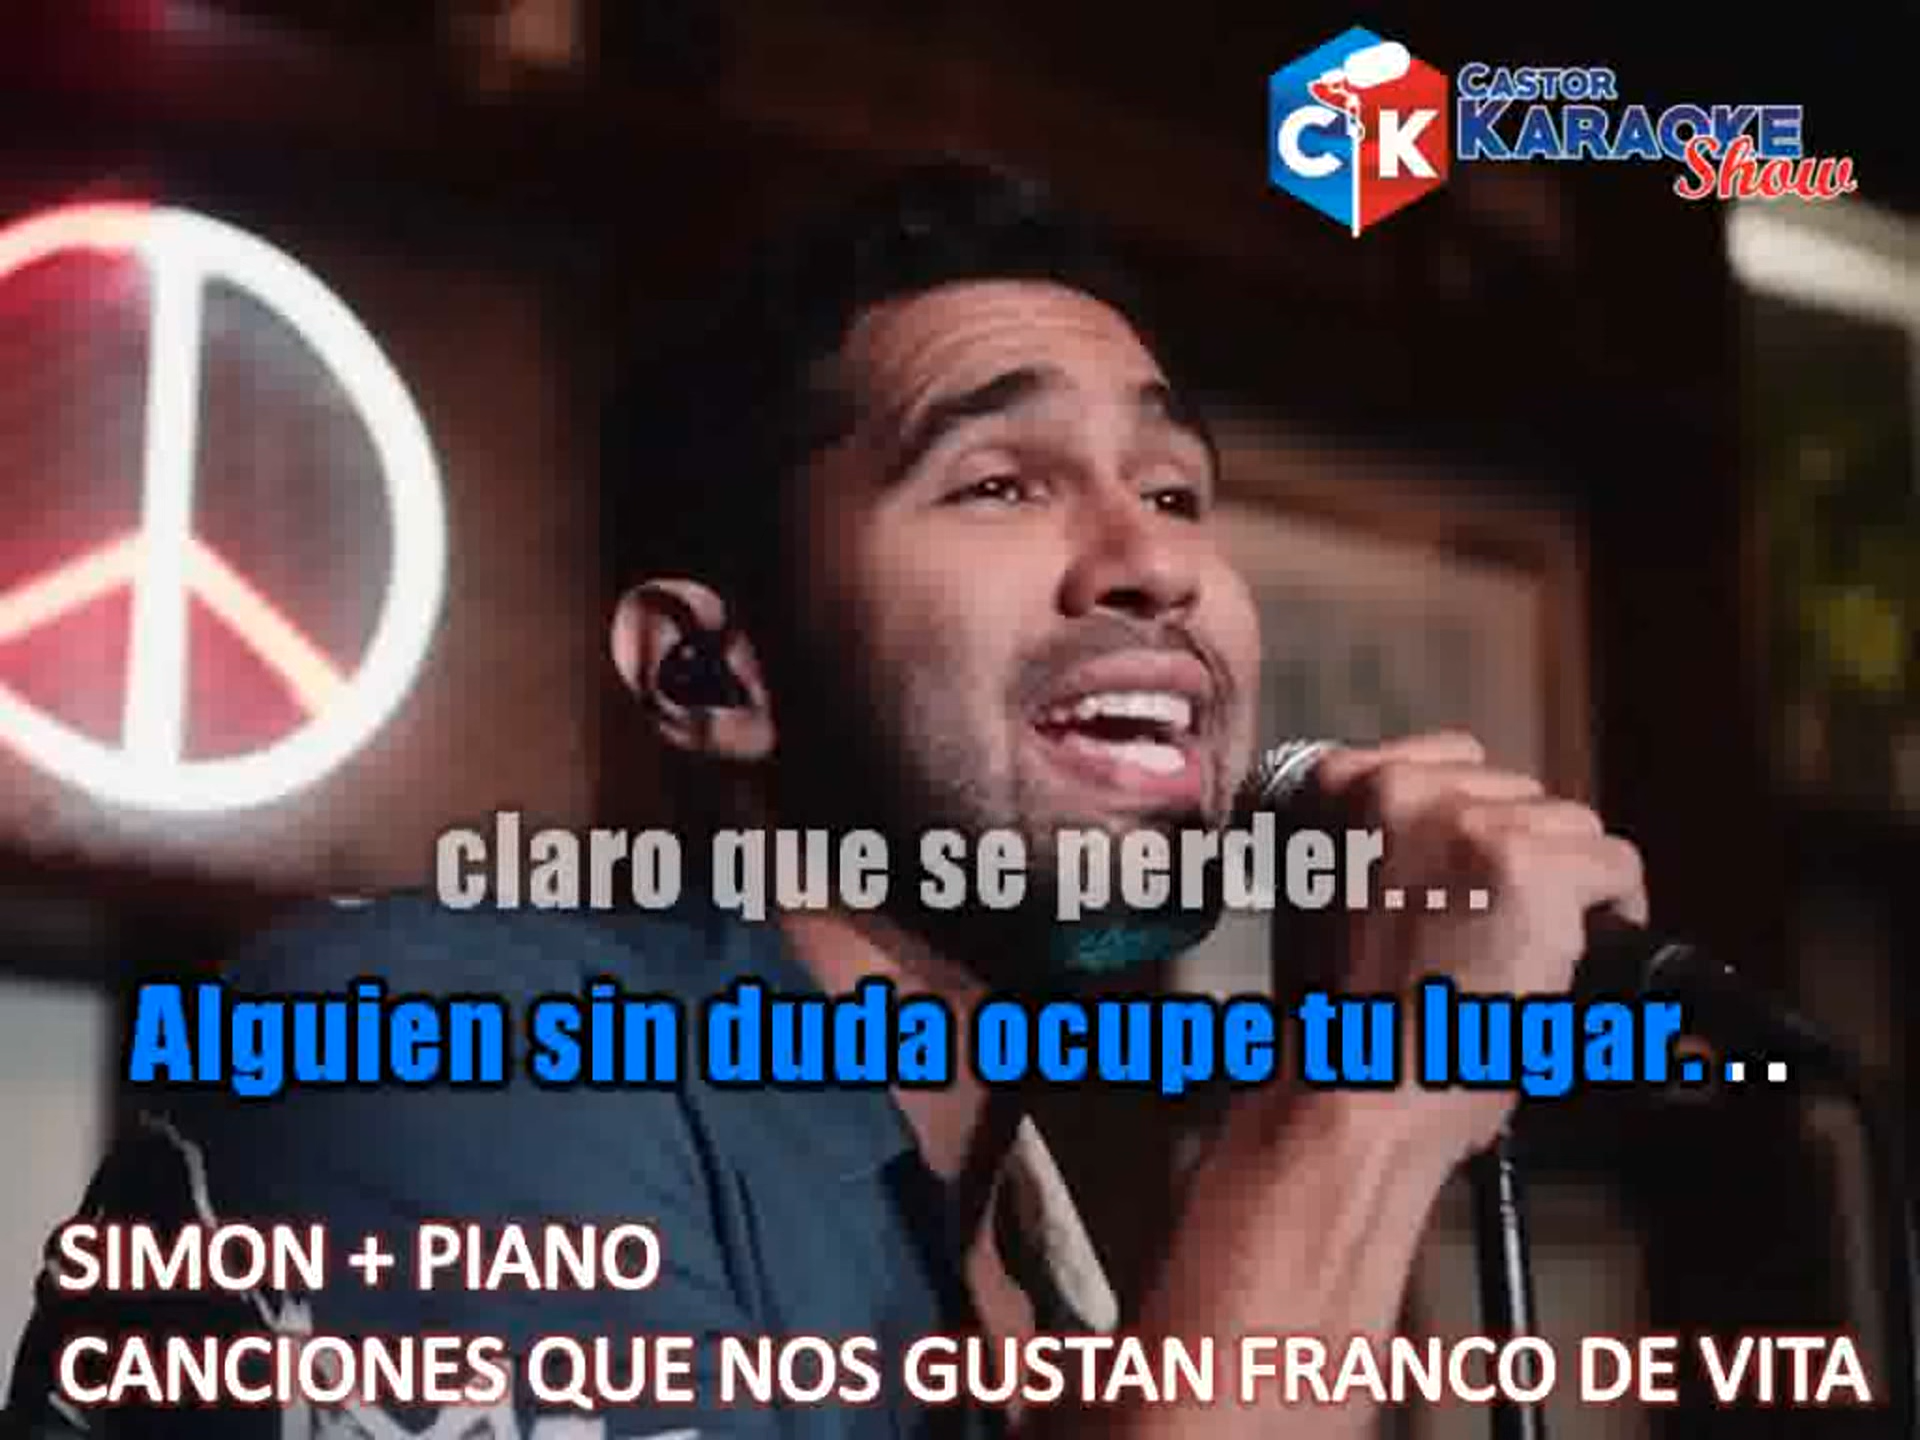 CK
CASTOR
KARAOKE
Show
claro que se perder...
Alguien sin duda ocupe tu lugar...
SIMON + PIANO
CANCIONES QUE NOS GUSTAN FRANCO DE VITA